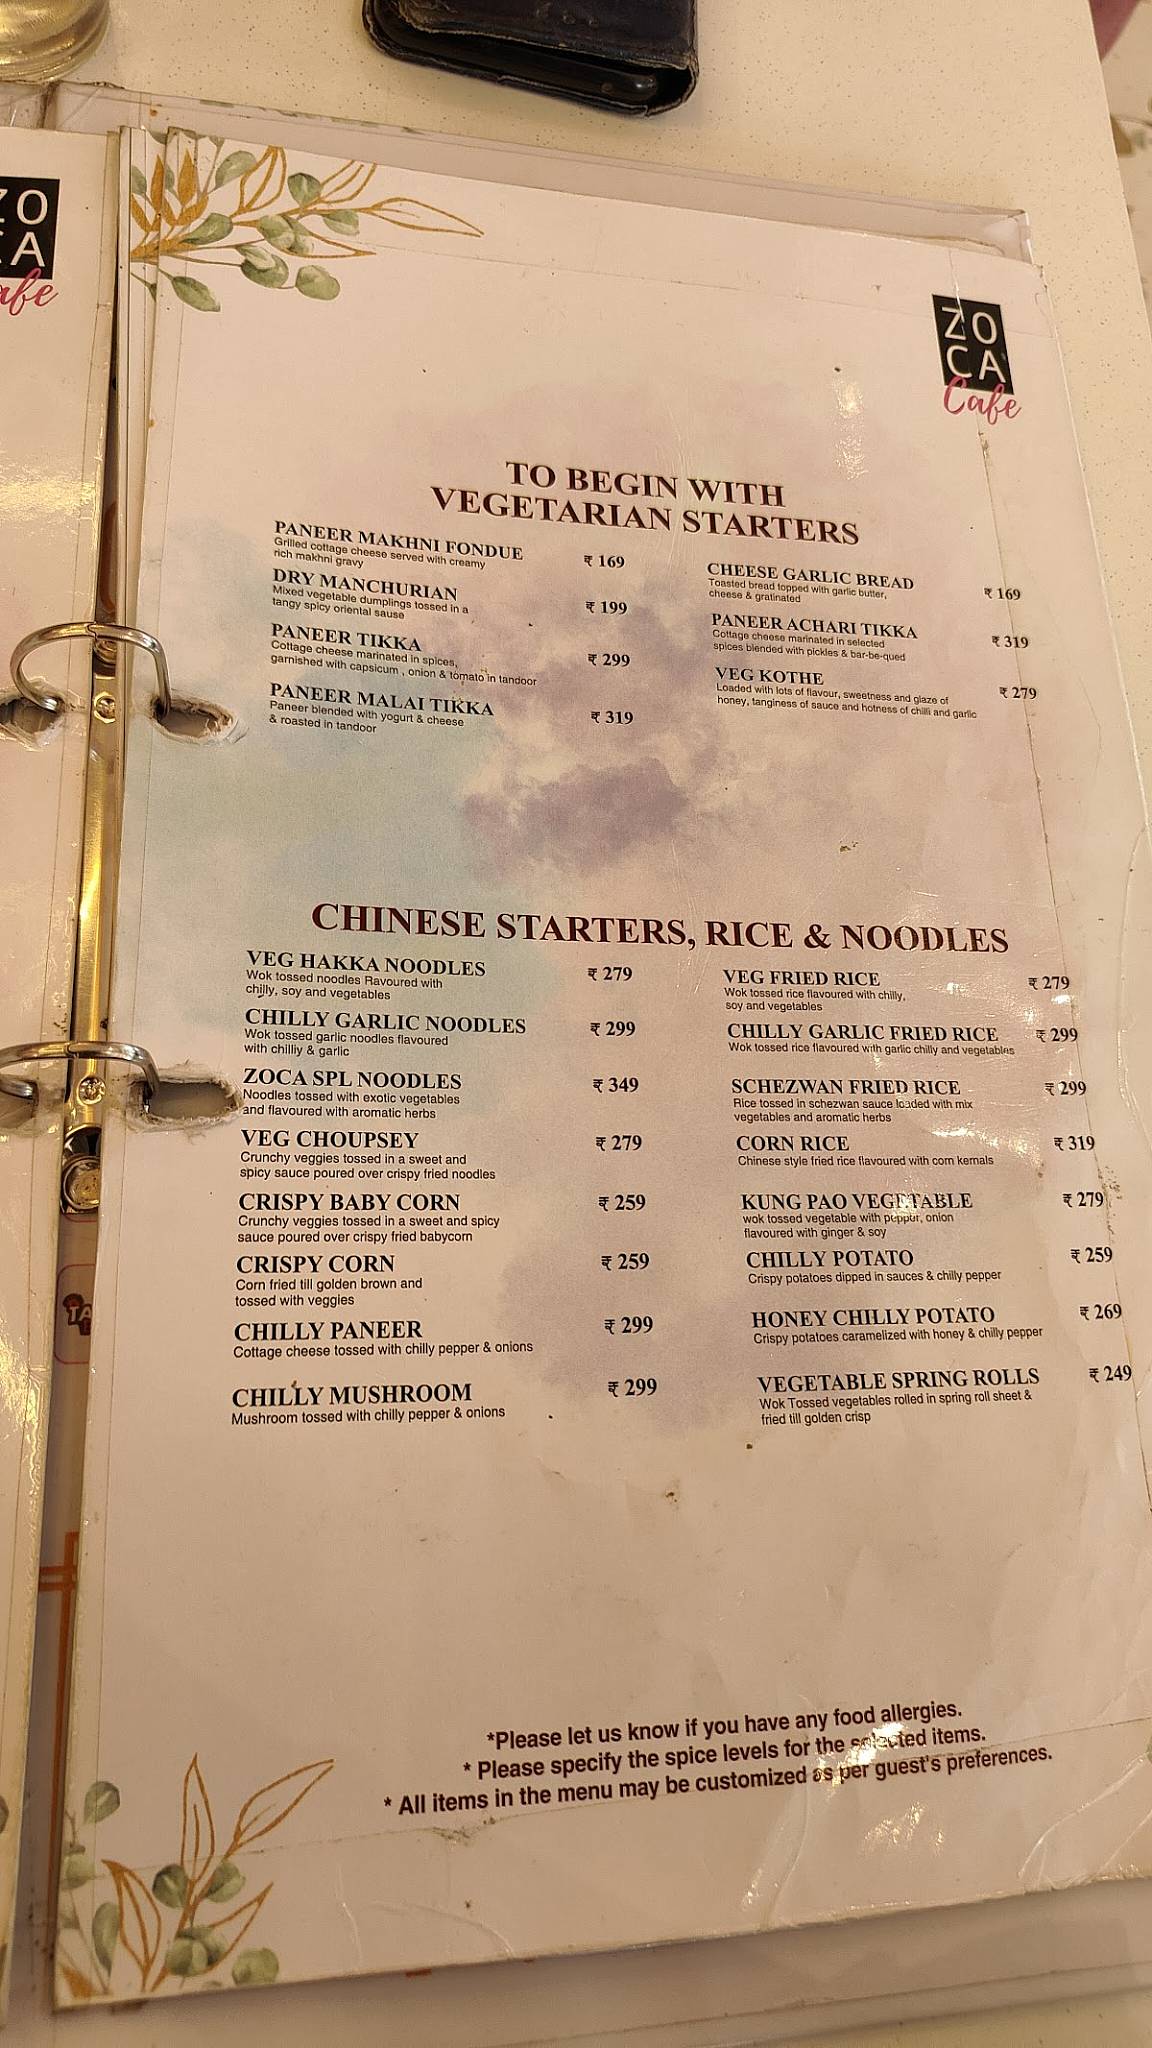 ZO
CA
Cafe
TO BEGIN WITH
VEGETARIAN STARTERS
PANEER MAKHNI FONDUE ₹ 169
Grilled cottage cheese served with creamy
rich makhni gravy
DRY MANCHURIAN ₹ 199
Mixed vegetable dumplings tossed in a
tangy spicy oriental sause
PANEER TIKKA ₹ 299
Cottage cheese marinated in spices,
garnished with capsicum , onion & tomato in tandoor
PANEER MALAI TIKKA ₹ 319
Paneer blended with yogurt & cheese
& roasted in tandoor
CHEESE GARLIC BREAD ₹ 169
Toasted bread topped with garlic butter,
cheese & gratinated
PANEER ACHARI TIKKA ₹ 319
Cottage cheese marinated in selected
spices blended with pickles & bar-be-qued
VEG KOTHE ₹ 279
Loaded with lots of flavour, sweetness and glaze of
honey, tanginess of sauce and hotness of chilli and garlic
CHINESE STARTERS, RICE & NOODLES
VEG HAKKA NOODLES ₹ 279
Wok tossed noodles Ravoured with
chilly, soy and vegetables
CHILLY GARLIC NOODLES ₹ 299
Wok tossed garlic noodles flavoured
with chilliy & garlic
ZOCA SPL NOODLES ₹ 349
Noodles tossed with exotic vegetables
and flavoured with aromatic herbs
VEG CHOUPSEY ₹ 279
Crunchy veggies tossed in a sweet and
spicy sauce poured over crispy fried noodles
CRISPY BABY CORN ₹ 259
Crunchy veggies tossed in a sweet and spicy
sauce poured over crispy fried babycorn
CRISPY CORN ₹ 259
Corn fried till golden brown and
tossed with veggies
CHILLY PANEER ₹ 299
Cottage cheese tossed with chilly pepper & onions
CHILLY MUSHROOM ₹ 299
Mushroom tossed with chilly pepper & onions
VEG FRIED RICE ₹ 279
Wok tossed rice flavoured with chilly,
soy and vegetables
CHILLY GARLIC FRIED RICE ₹ 299
Wok tossed rice flavoured with garlic chilly and vegetables
SCHEZWAN FRIED RICE ₹ 299
Rice tossed in schezwan sauce loaded with mix
vegetables and aromatic herbs
CORN RICE ₹ 319
Chinese style fried rice flavoured with corn kernals
KUNG PAO VEGETABLE ₹ 279
wok tossed vegetable with pepper, onion
flavoured with ginger & soy
CHILLY POTATO ₹ 259
Crispy potatoes dipped in sauces & chilly pepper
HONEY CHILLY POTATO ₹ 269
Crispy potatoes caramelized with honey & chilly pepper
VEGETABLE SPRING ROLLS ₹ 249
Wok Tossed vegetables rolled in spring roll sheet &
fried till golden crisp
*Please let us know if you have any food allergies.
* Please specify the spice levels for the selected items.
* All items in the menu may be customized as per guest's preferences.